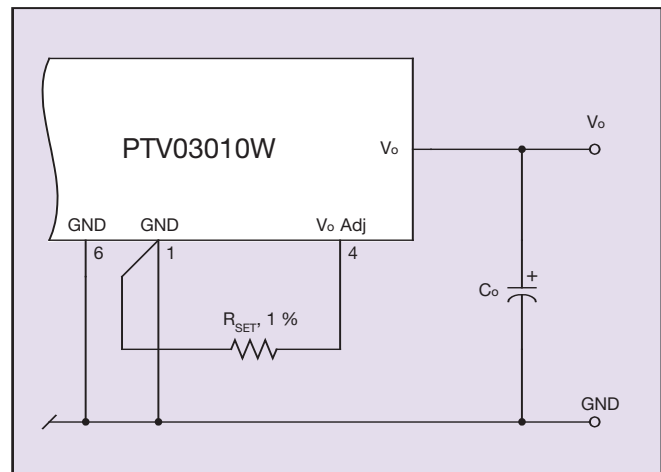 PTV03010W
Vo
Vo
GND GND Vo Adj
6 1 4
Co +
RSET, 1 %
GND